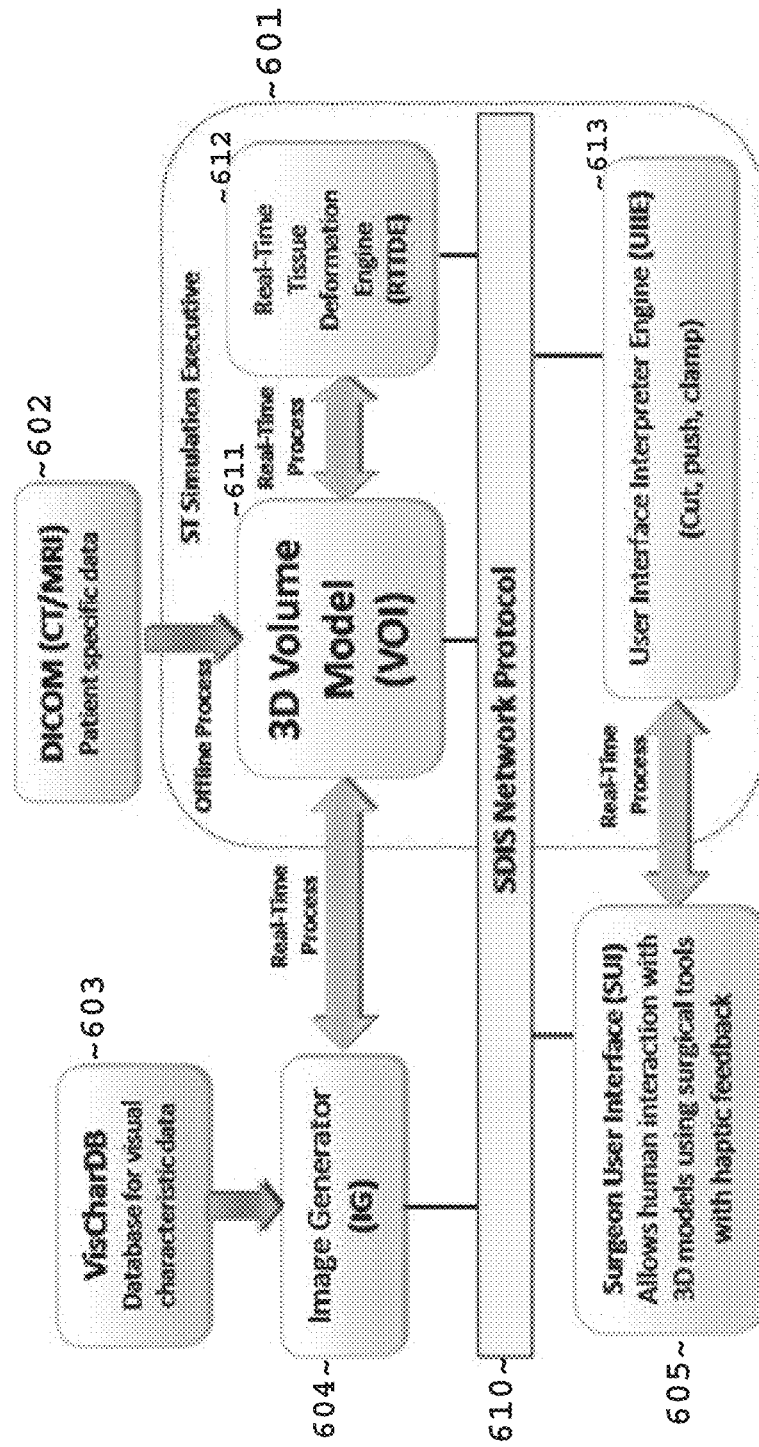 ~601
DICOM (CT/MRI)
Patient specific data
~602
VisCharDB
Database for visual
characteristic data
~603
Offline Process
ST Simulation Executive
Image Generator
(IG)
604~
Real-Time
Process
3D Volume
Model
(VOI)
~611
Real-Time
Process
Real-Time
Tissue
Deformation
Engine
(RTTDE)
~612
SDIS Network Protocol
610~
Surgeon User Interface (SUI)
Allows human interaction with
3D models using surgical tools
with haptic feedback
605~
Real-Time
Process
User Interface Interpreter Engine (UIIE)
(Cut, push, clamp)
~613